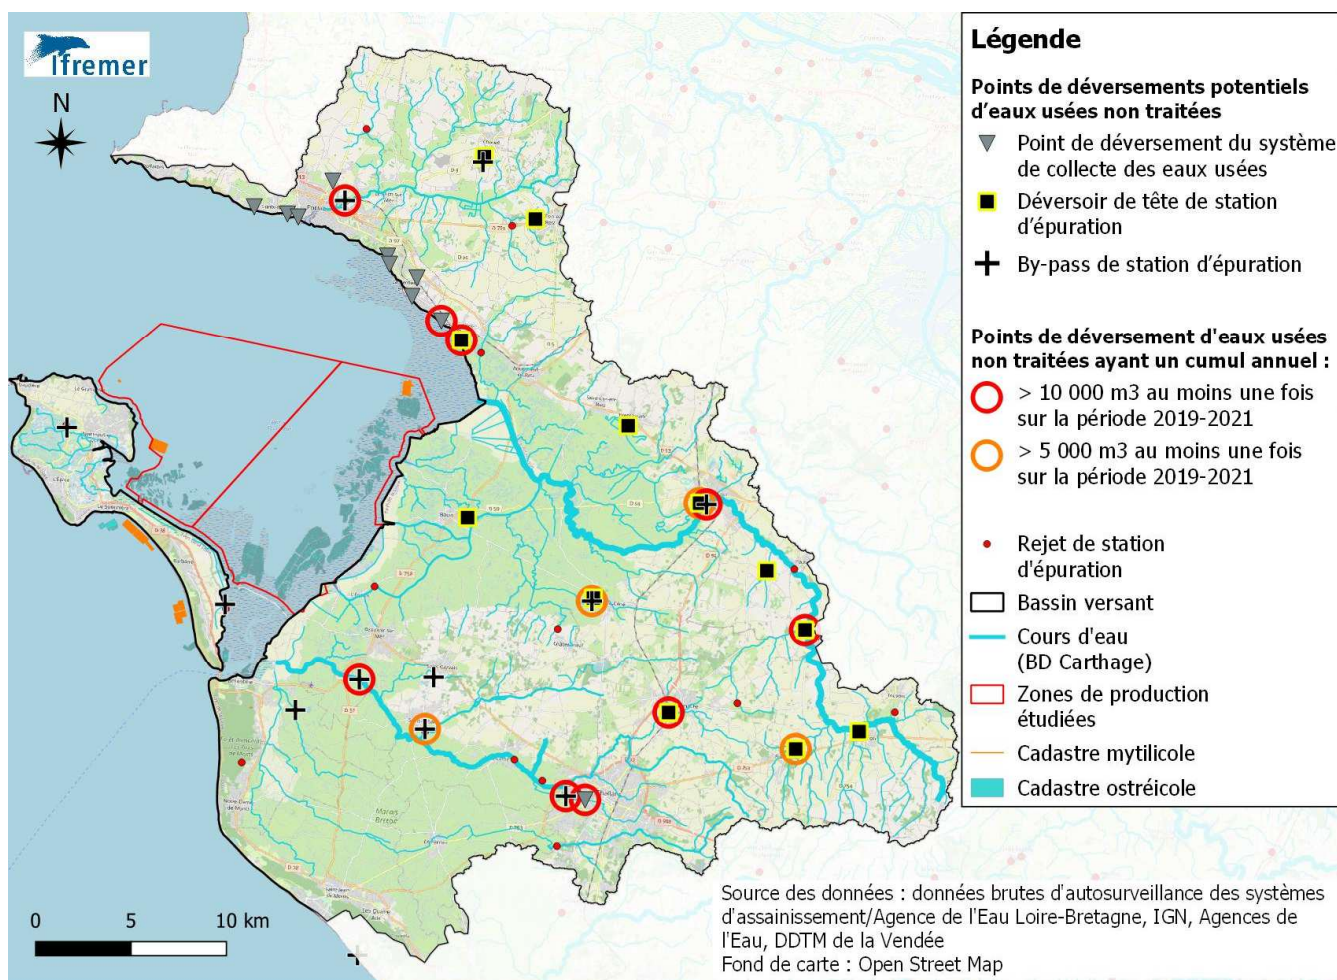 Ifremer
N
Légende
Points de déversements potentiels
d'eaux usées non traitées
Point de déversement du système
de collecte des eaux usées
Déversoir de tête de station
d'épuration
By-pass de station d'épuration
Points de déversement d'eaux usées
non traitées ayant un cumul annuel :
> 10 000 m3 au moins une fois
sur la période 2019-2021
> 5 000 m3 au moins une fois
sur la période 2019-2021
Rejet de station
d'épuration
Bassin versant
Cours d'eau
(BD Carthage)
Zones de production
étudiées
Cadastre mytilicole
Cadastre ostréicole
0 5 10 km
Source des données : données brutes d'autosurveillance des systèmes
d'assainissement/Agence de l'Eau Loire-Bretagne, IGN, Agences de
l'Eau, DDTM de la Vendée
Fond de carte : Open Street Map